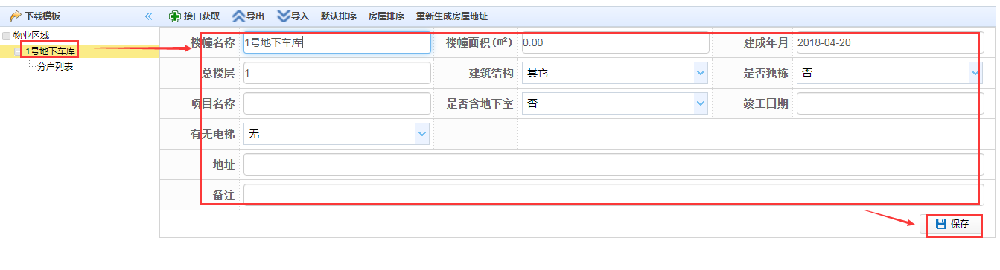 下载模板
接口获取 导出 导入 默认排序 房屋排序 重新生成房屋地址
物业区域
1号地下车库
分户列表
楼幢名称 1号地下车库 楼幢面积(㎡) 0.00 建成年月 2018-04-20
总楼层 1 建筑结构 其它 是否独栋 否
项目名称 是否含地下室 否 竣工日期
有无电梯 无
地址
备注
保存